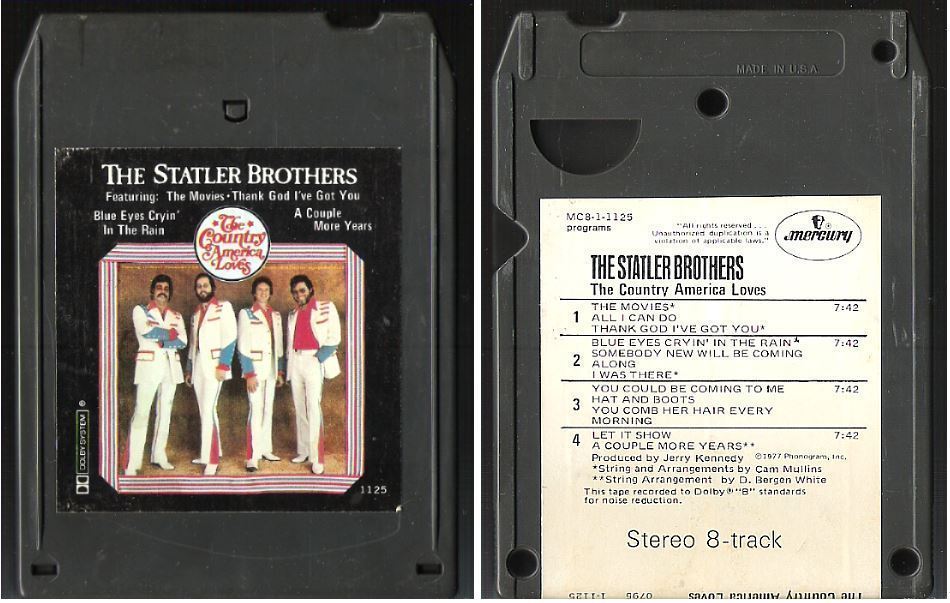 THE STATLER BROTHERS
Featuring: The Movies • Thank God I've Got You
Blue Eyes Cryin'
In The Rain
A Couple
More Years
The
Country
America
Loves
DOLBY SYSTEM ®
1125
MADE IN U.S.A
MC8-1-1125
programs
"All rights reserved . . .
Unauthorized duplication is a
violation of applicable laws."
mercury ®
THE STATLER BROTHERS
The Country America Loves
1 THE MOVIES* 7:42
ALL I CAN DO
THANK GOD I'VE GOT YOU*
2 BLUE EYES CRYIN' IN THE RAIN* 7:42
SOMEBODY NEW WILL BE COMING
ALONG
I WAS THERE*
3 YOU COULD BE COMING TO ME 7:42
HAT AND BOOTS
YOU COMB HER HAIR EVERY
MORNING
4 LET IT SHOW 7:42
A COUPLE MORE YEARS**
Produced by Jerry Kennedy ©1977 Phonogram, Inc.
*String and Arrangements by Cam Mullins
**String Arrangement by D. Bergen White
This tape recorded to Dolby® "B" standards
for noise reduction.
Stereo 8-track
The Country America Loves 0798 1-1125